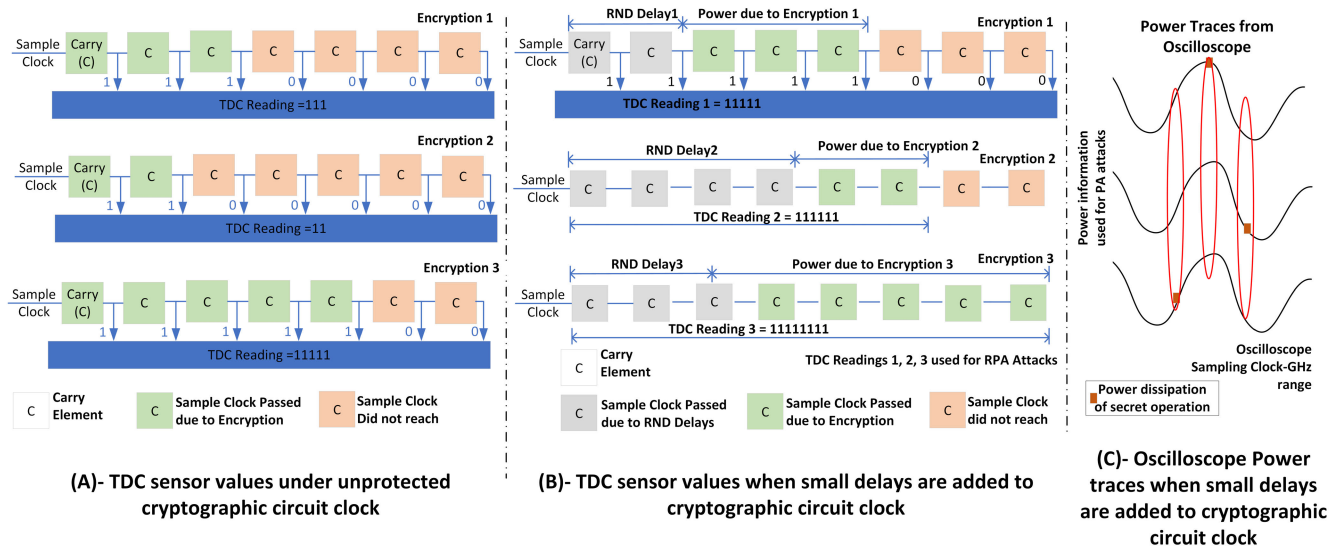 Encryption 1
Sample
Clock
Carry
(C)
C
C
C
C
C
C
1
1
1
0
0
0
0
TDC Reading =111
Encryption 2
Sample
Clock
Carry
(C)
C
C
C
C
C
C
1
1
0
0
0
0
0
TDC Reading = 11
Encryption 3
Sample
Clock
Carry
(C)
C
C
C
C
C
C
1
1
1
1
1
0
0
TDC Reading =11111
C
Carry
Element
C
Sample Clock Passed
due to Encryption
C
Sample Clock
Did not reach
(A)- TDC sensor values under unprotected
cryptographic circuit clock
RND Delay1
Power due to Encryption 1
Encryption 1
Sample
Clock
Carry
(C)
C
C
C
C
C
C
C
1
1
1
1
1
0
0
0
TDC Reading 1 = 11111
RND Delay2
Power due to Encryption 2
Encryption 2
Sample
Clock
C
C
C
C
C
C
C
C
TDC Reading 2 = 111111
RND Delay3
Power due to Encryption 3
Encryption 3
Sample
Clock
C
C
C
C
C
C
C
C
TDC Reading 3 = 11111111
C
Carry
Element
TDC Readings 1, 2, 3 used for RPA Attacks
C
Sample Clock Passed
due to RND Delays
C
Sample Clock Passed
due to Encryption
C
Sample Clock
did not reach
(B)- TDC sensor values when small delays are added to
cryptographic circuit clock
Power Traces from
Oscilloscope
Power information
used for PA attacks
Oscilloscope
Sampling Clock-GHz
range
Power dissipation
of secret operation
(C)- Oscilloscope Power
traces when small delays
are added to cryptographic
circuit clock